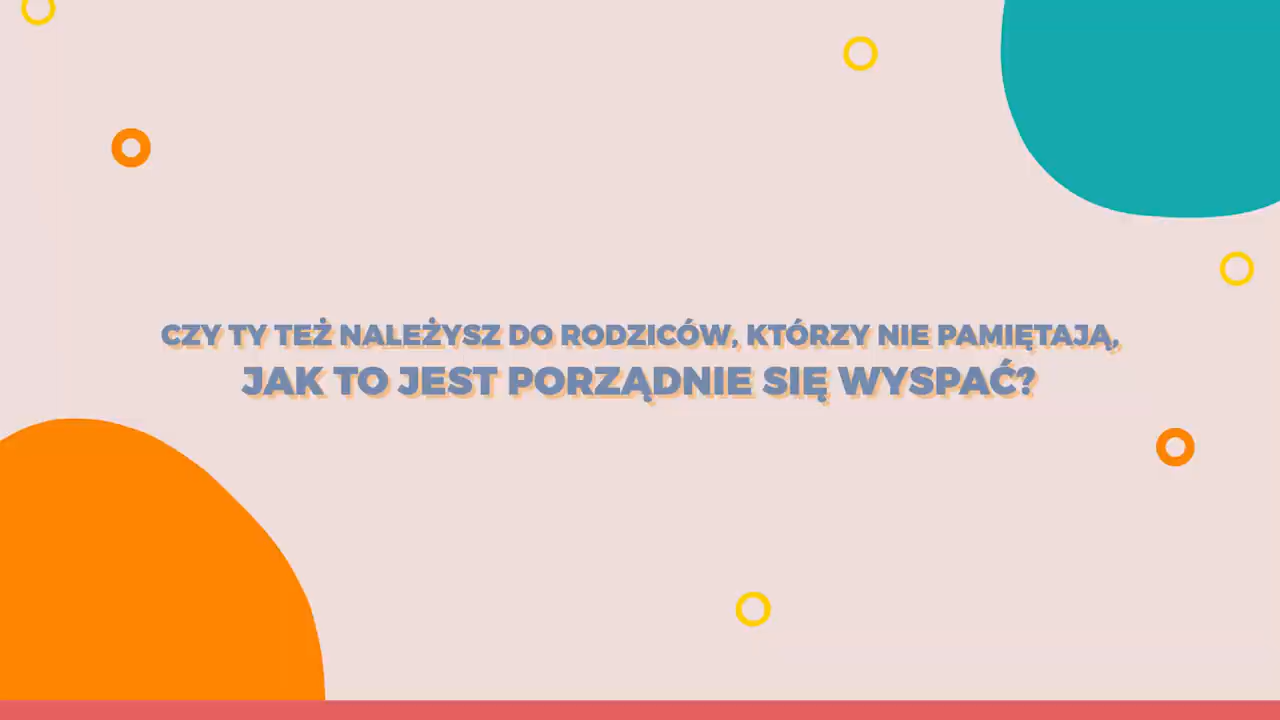 CZY TY TEŻ NALEŻYSZ DO RODZICÓW, KTÓRZY NIE PAMIĘTAJĄ,
JAK TO JEST PORZĄDNIE SIĘ WYSPAĆ?